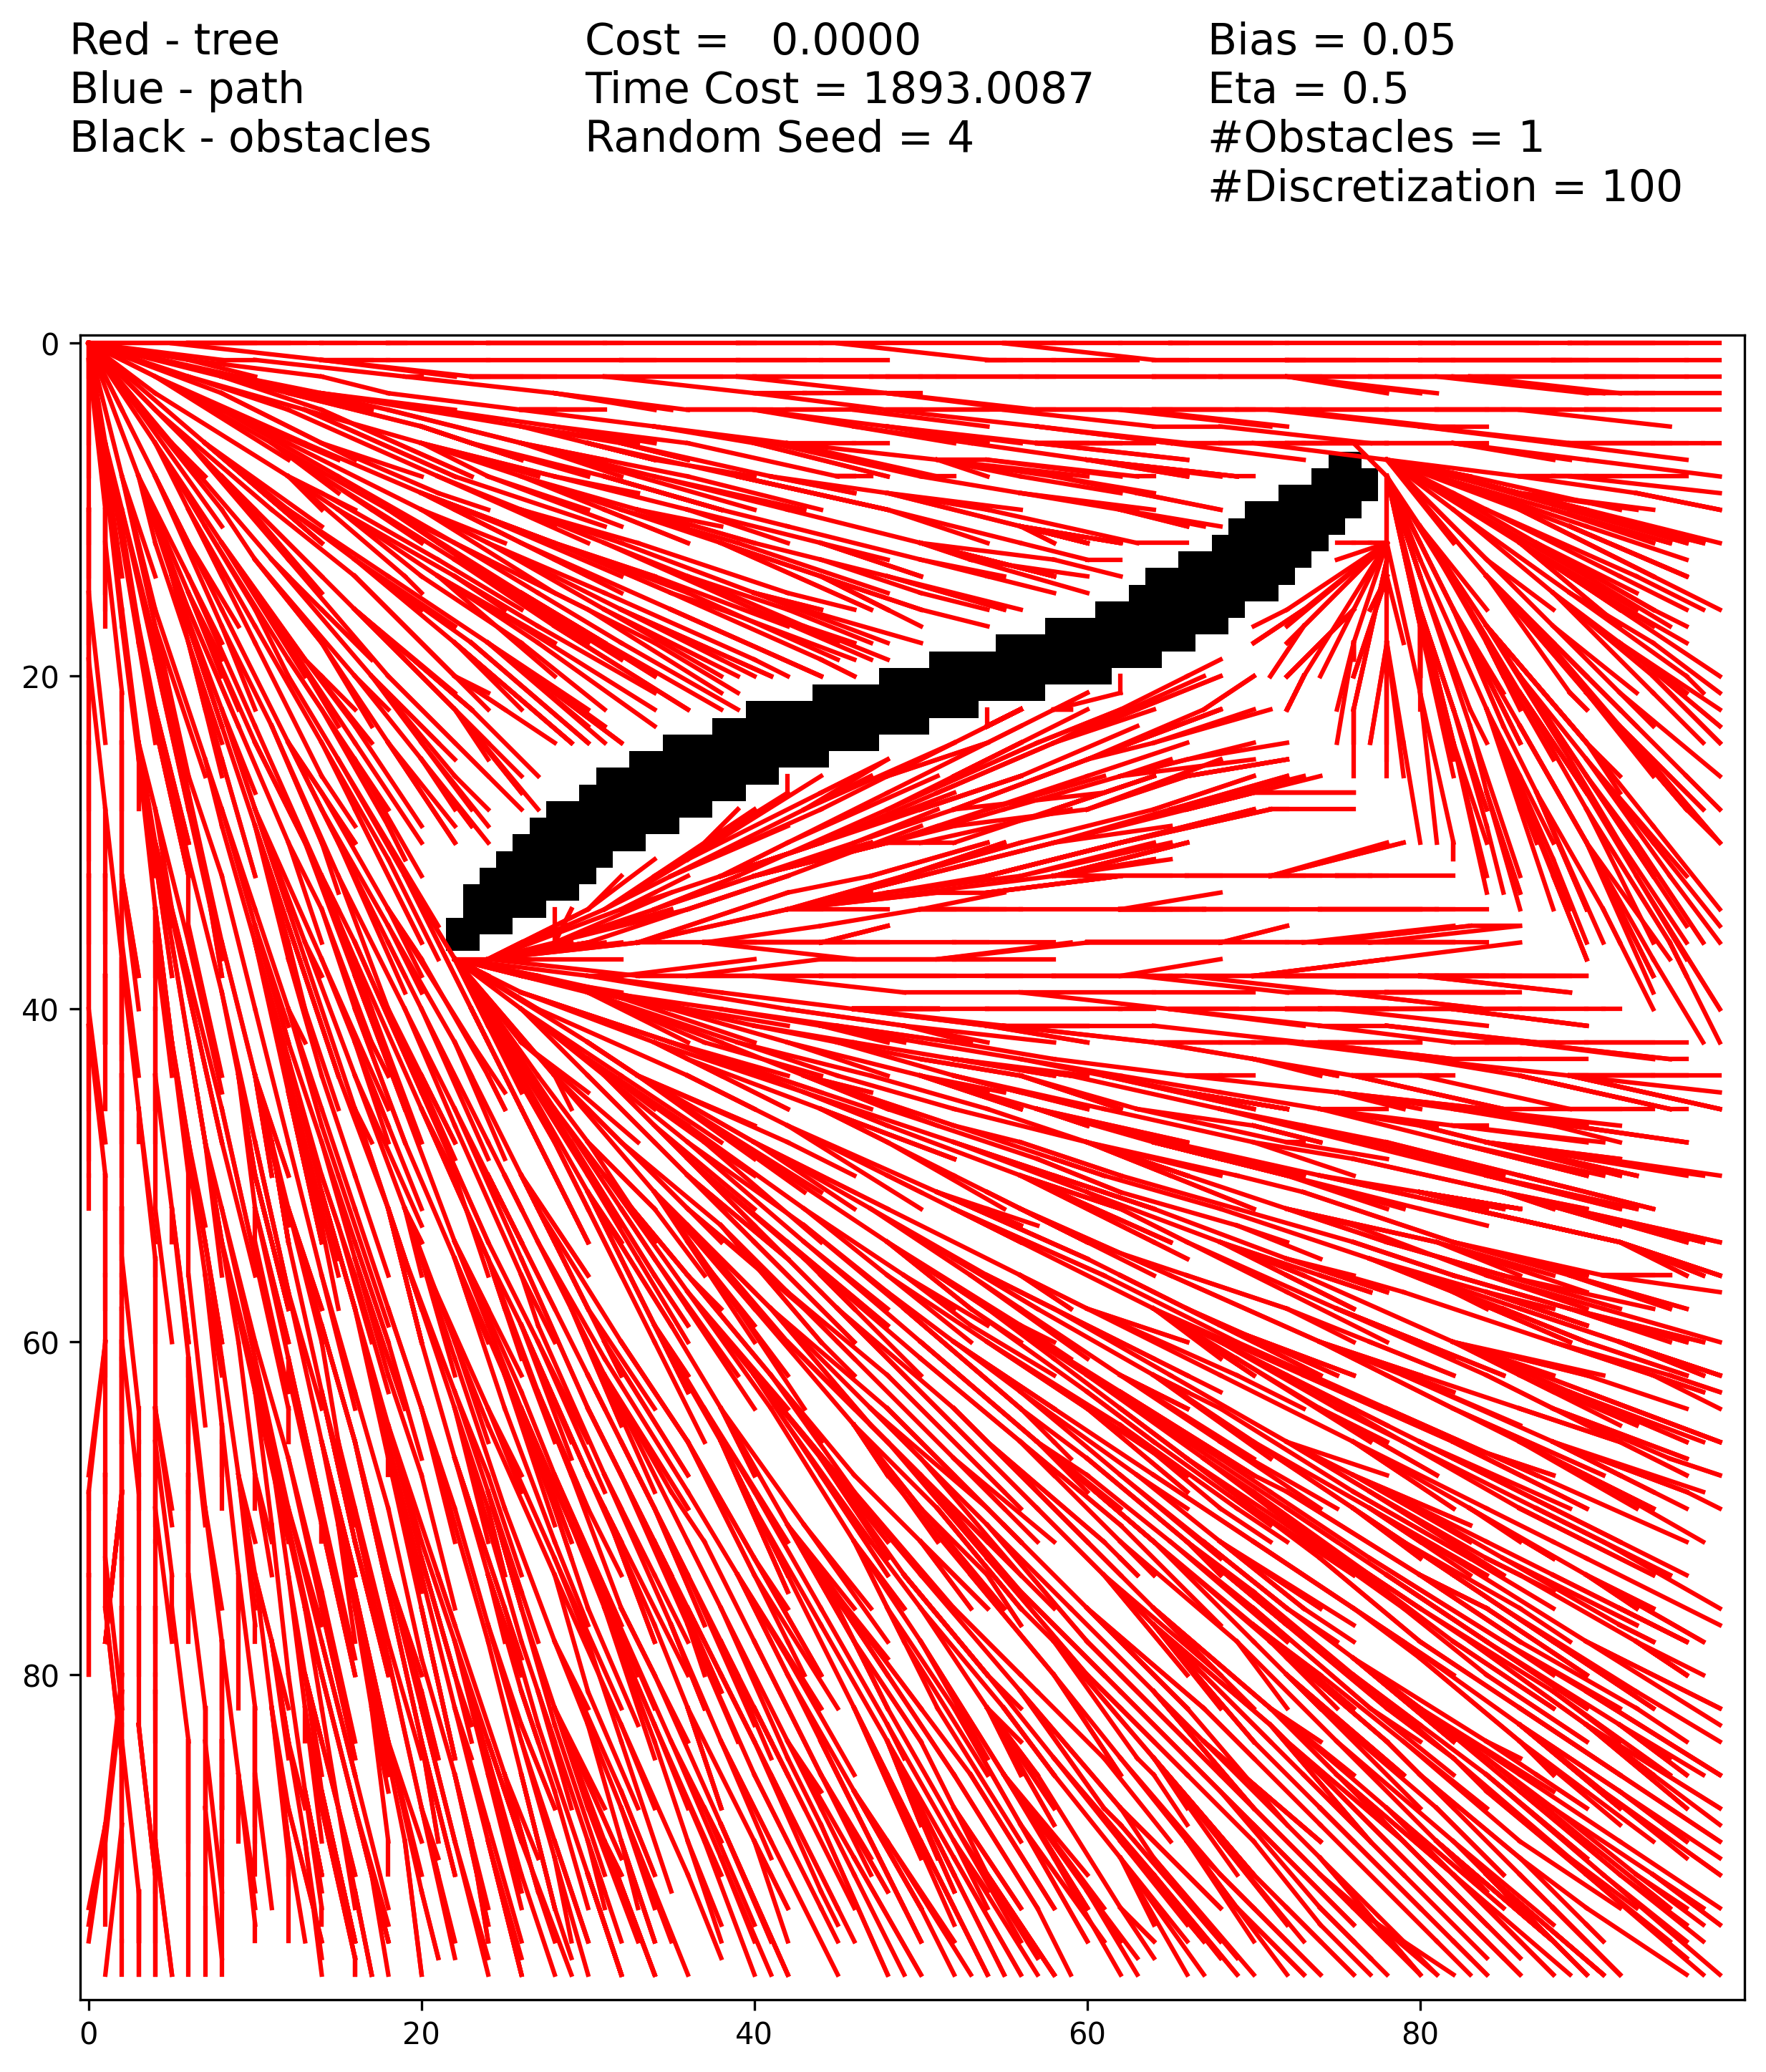 Red - tree
Blue - path
Black - obstacles
Cost =   0.0000
Time Cost = 1893.0087
Random Seed = 4
Bias = 0.05
Eta = 0.5
#Obstacles = 1
#Discretization = 100
0
20
40
60
80
0 20 40 60 80